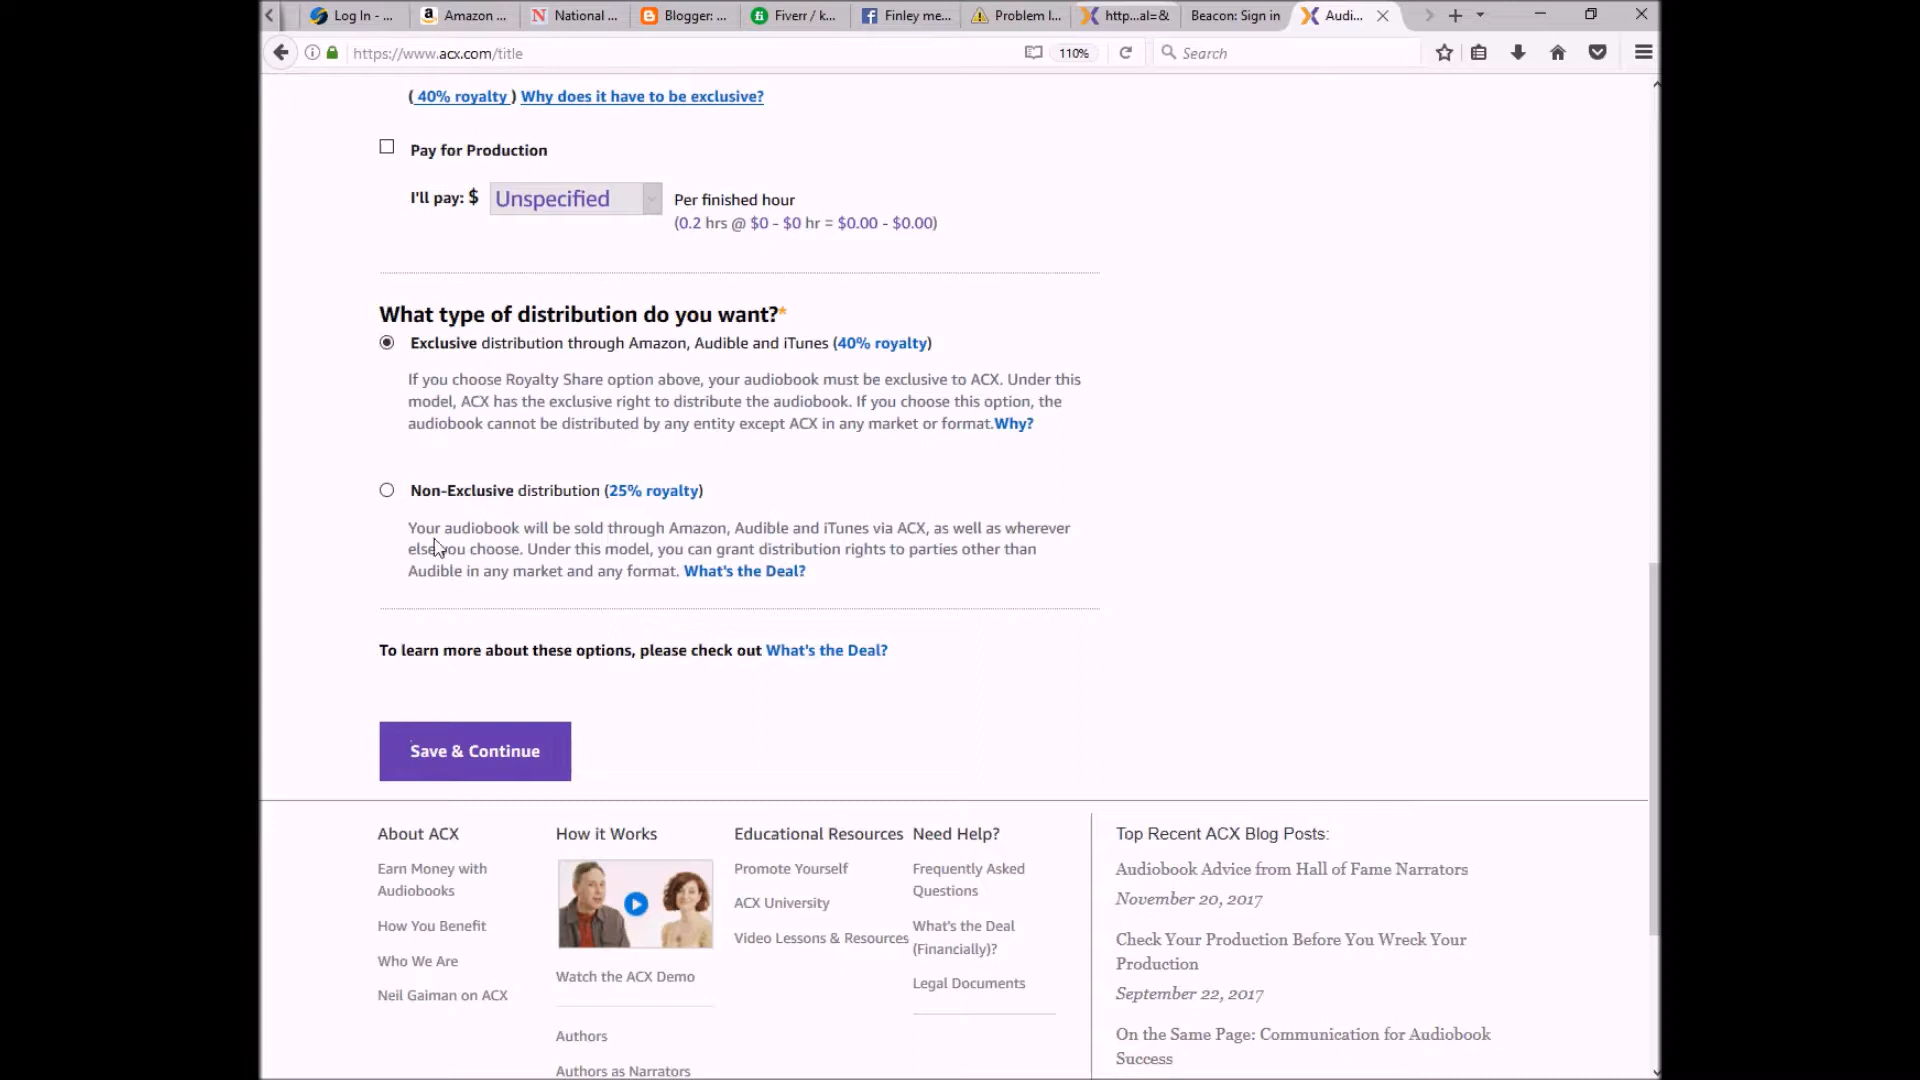 Log In - ...
Amazon ...
National ...
Blogger: ...
Fiverr / k...
Finley me...
Problem l...
http...al=&
Beacon: Sign in
Audi...
https://www.acx.com/title
110%
Search
( 40% royalty ) Why does it have to be exclusive?
Pay for Production
I'll pay: $ Unspecified Per finished hour
(0.2 hrs @ $0 - $0 hr = $0.00 - $0.00)
What type of distribution do you want?*
Exclusive distribution through Amazon, Audible and iTunes (40% royalty)
If you choose Royalty Share option above, your audiobook must be exclusive to ACX. Under this
model, ACX has the exclusive right to distribute the audiobook. If you choose this option, the
audiobook cannot be distributed by any entity except ACX in any market or format.Why?
Non-Exclusive distribution (25% royalty)
Your audiobook will be sold through Amazon, Audible and iTunes via ACX, as well as wherever
else you choose. Under this model, you can grant distribution rights to parties other than
Audible in any market and any format. What's the Deal?
To learn more about these options, please check out What's the Deal?
Save & Continue
About ACX
Earn Money with
Audiobooks
How You Benefit
Who We Are
Neil Gaiman on ACX
How it Works
Watch the ACX Demo
Authors
Authors as Narrators
Educational Resources
Promote Yourself
ACX University
Video Lessons & Resources
Need Help?
Frequently Asked
Questions
What's the Deal
(Financially)?
Legal Documents
Top Recent ACX Blog Posts:
Audiobook Advice from Hall of Fame Narrators
November 20, 2017
Check Your Production Before You Wreck Your
Production
September 22, 2017
On the Same Page: Communication for Audiobook
Success